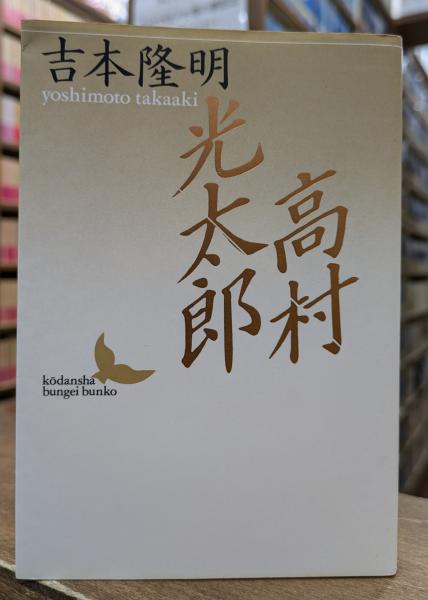 吉本隆明
yoshimoto takaaki
高村
光太郎
kōdansha
bungei bunko